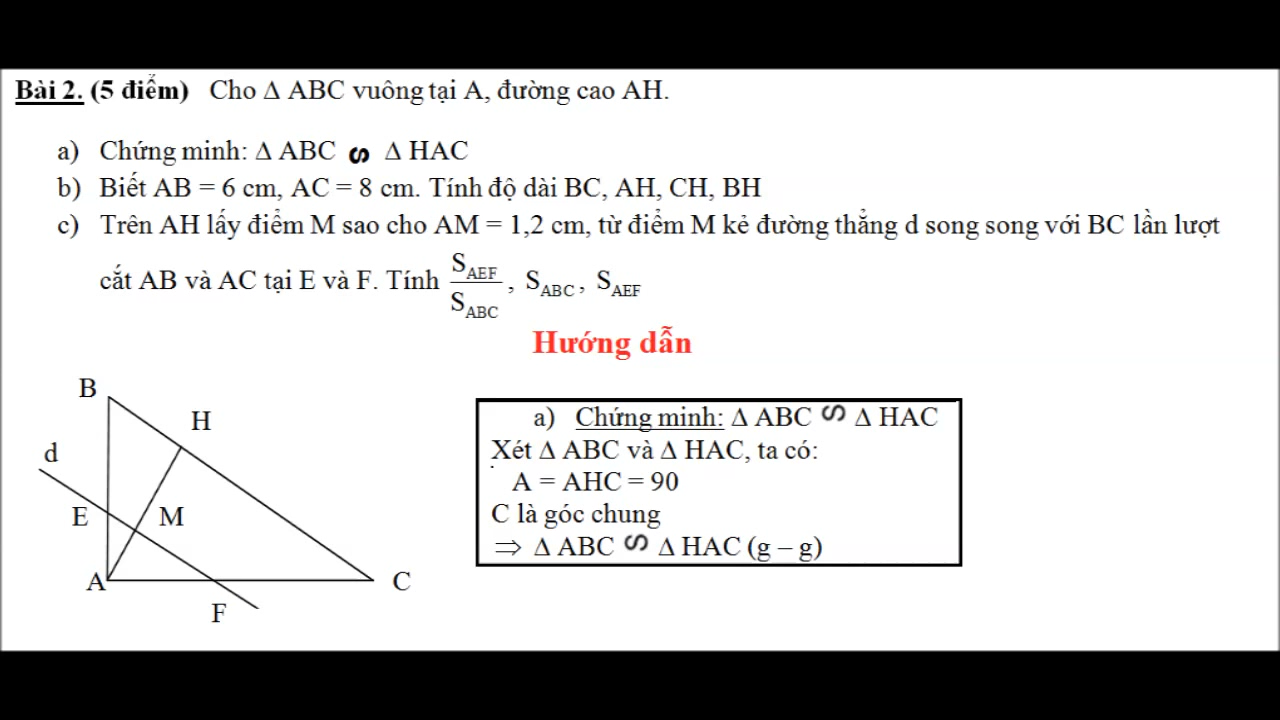 Bài 2. (5 điểm) Cho Δ ABC vuông tại A, đường cao AH.
a) Chứng minh: Δ ABC ∽ Δ HAC
b) Biết AB = 6 cm, AC = 8 cm. Tính độ dài BC, AH, CH, BH
c) Trên AH lấy điểm M sao cho AM = 1,2 cm, từ điểm M kẻ đường thẳng d song song với BC lần lượt
cắt AB và AC tại E và F. Tính S_AEF / S_ABC , S_ABC , S_AEF
Hướng dẫn
B
H
d
E
M
A
C
F
a) Chứng minh: Δ ABC ∽ Δ HAC
Xét Δ ABC và Δ HAC, ta có:
A = AHC = 90
C là góc chung
⇒ Δ ABC ∽ Δ HAC (g – g)